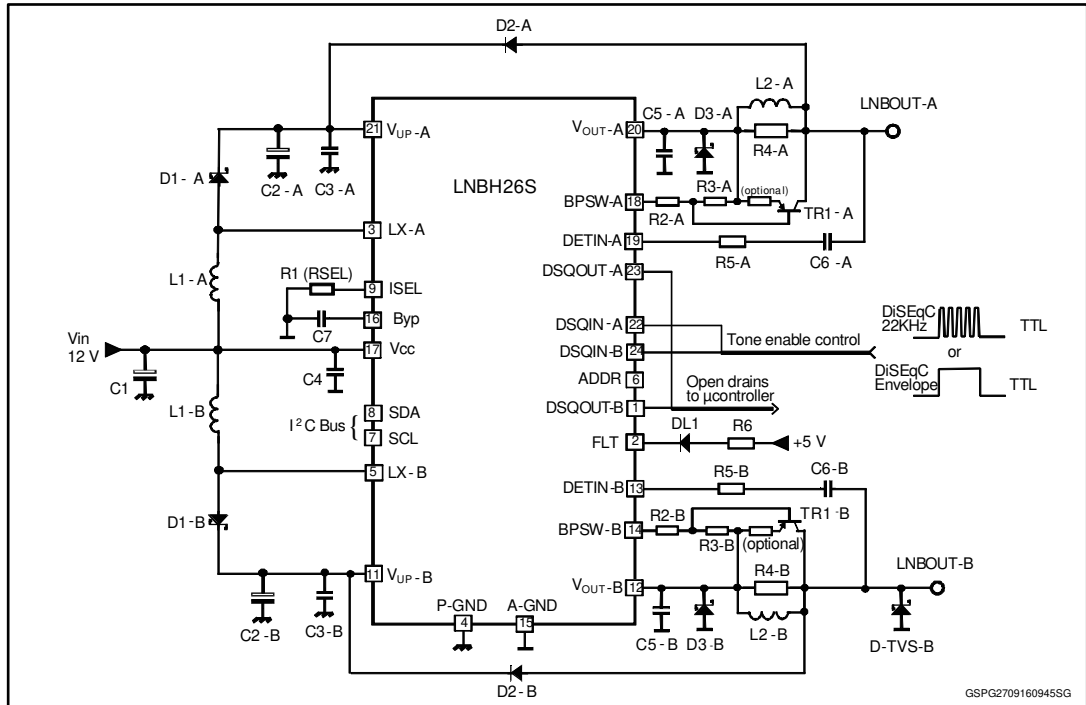 D2-A
L2-A
LNBOUT-A
C5-A
D3-A
21
VUP-A
VOUT-A
20
R4-A
C2-A
C3-A
D1-A
LNBH26S
R3-A
(optional)
BPSW-A
18
R2-A
TR1-A
3
LX-A
DETIN-A
19
R5-A
C6-A
L1-A
DSQOUT-A
23
R1 (RSEL)
9
ISEL
16
Byp
C7
DSQIN-A
22
DiSEqC
22KHz
TTL
or
DiSEqC
Envelope
TTL
Tone enable control
Vin
12 V
17
Vcc
DSQIN-B
24
C1
C4
ADDR
6
Open drains
to µcontroller
L1-B
8
SDA
I²C Bus {
7
SCL
DSQOUT-B
1
DL1
R6
FLT
2
+5 V
5
LX-B
DETIN-B
13
R5-B
C6-B
D1-B
BPSW-B
14
R2-B
R3-B
(optional)
TR1-B
R4-B
LNBOUT-B
11
VUP-B
VOUT-B
12
P-GND
A-GND
4
15
C2-B
C3-B
C5-B
D3-B
L2-B
D-TVS-B
D2-B
GSPG2709160945SG